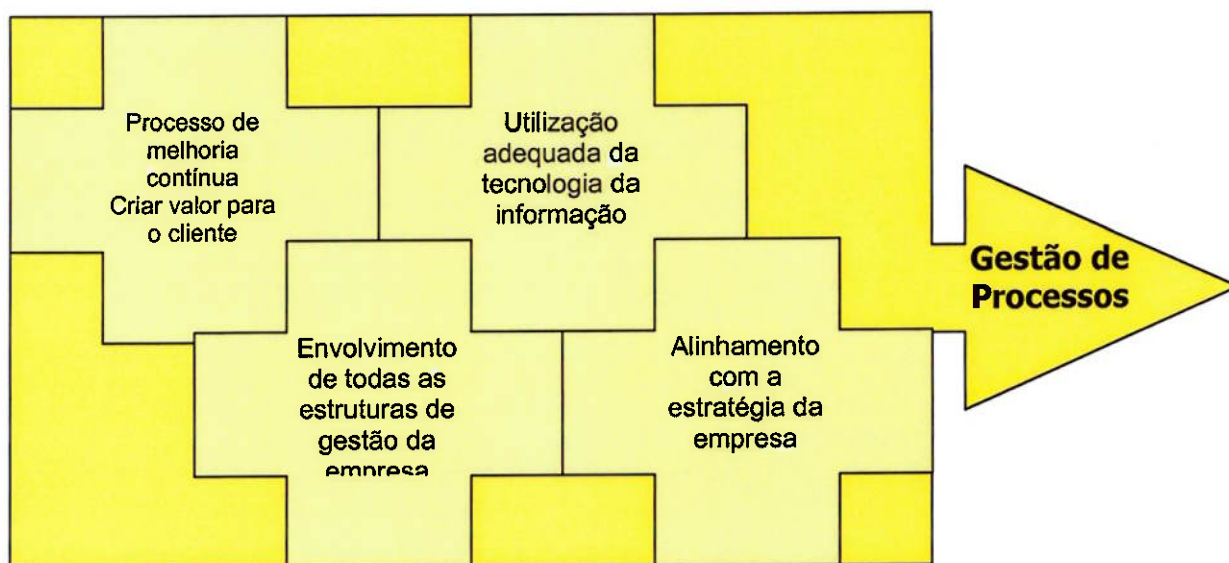 Processo de
melhoria
contínua
Criar valor para
o cliente
Utilização
adequada da
tecnologia da
informação
Envolvimento
de todas as
estruturas de
gestão da
empresa
Alinhamento
com a
estratégia da
empresa
Gestão de
Processos